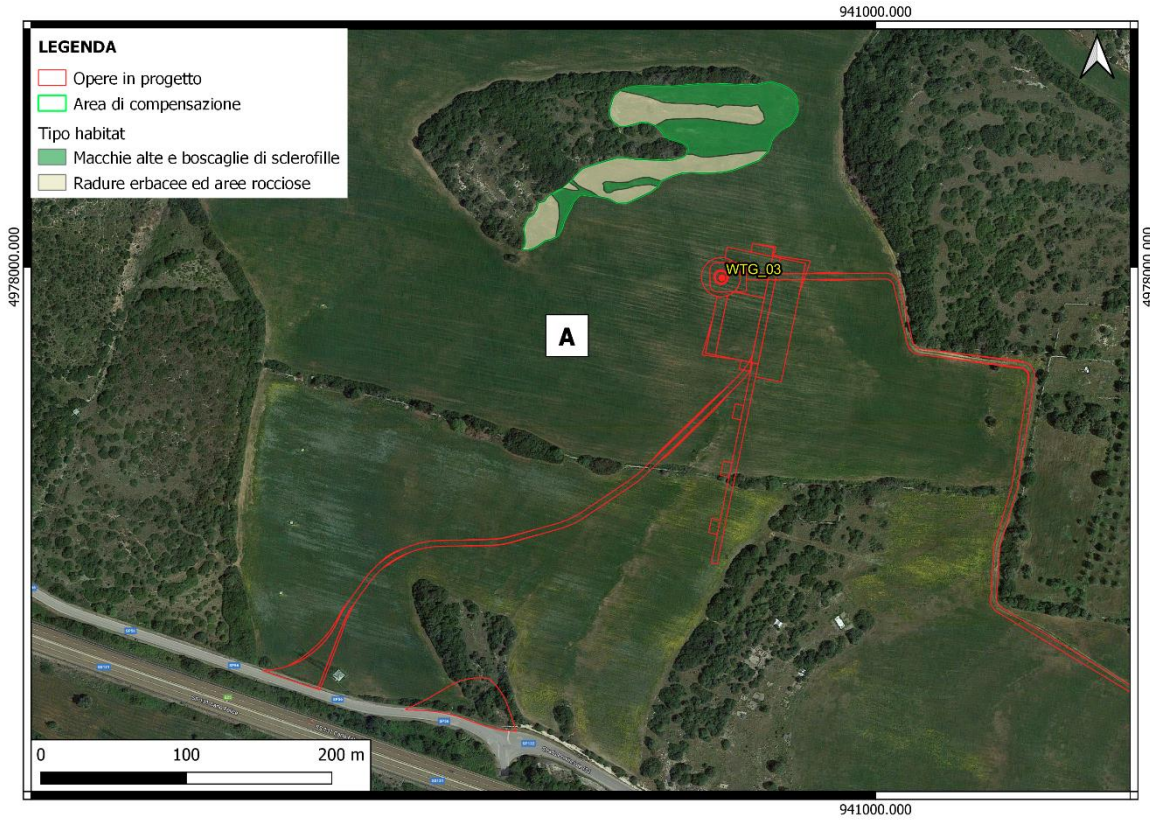 941000.000
LEGENDA
Opere in progetto
Area di compensazione
Tipo habitat
Macchie alte e boscaglie di sclerofille
Radure erbacee ed aree rocciose
4978000.000
4978000.000
WTG_03
A
0 100 200 m
941000.000